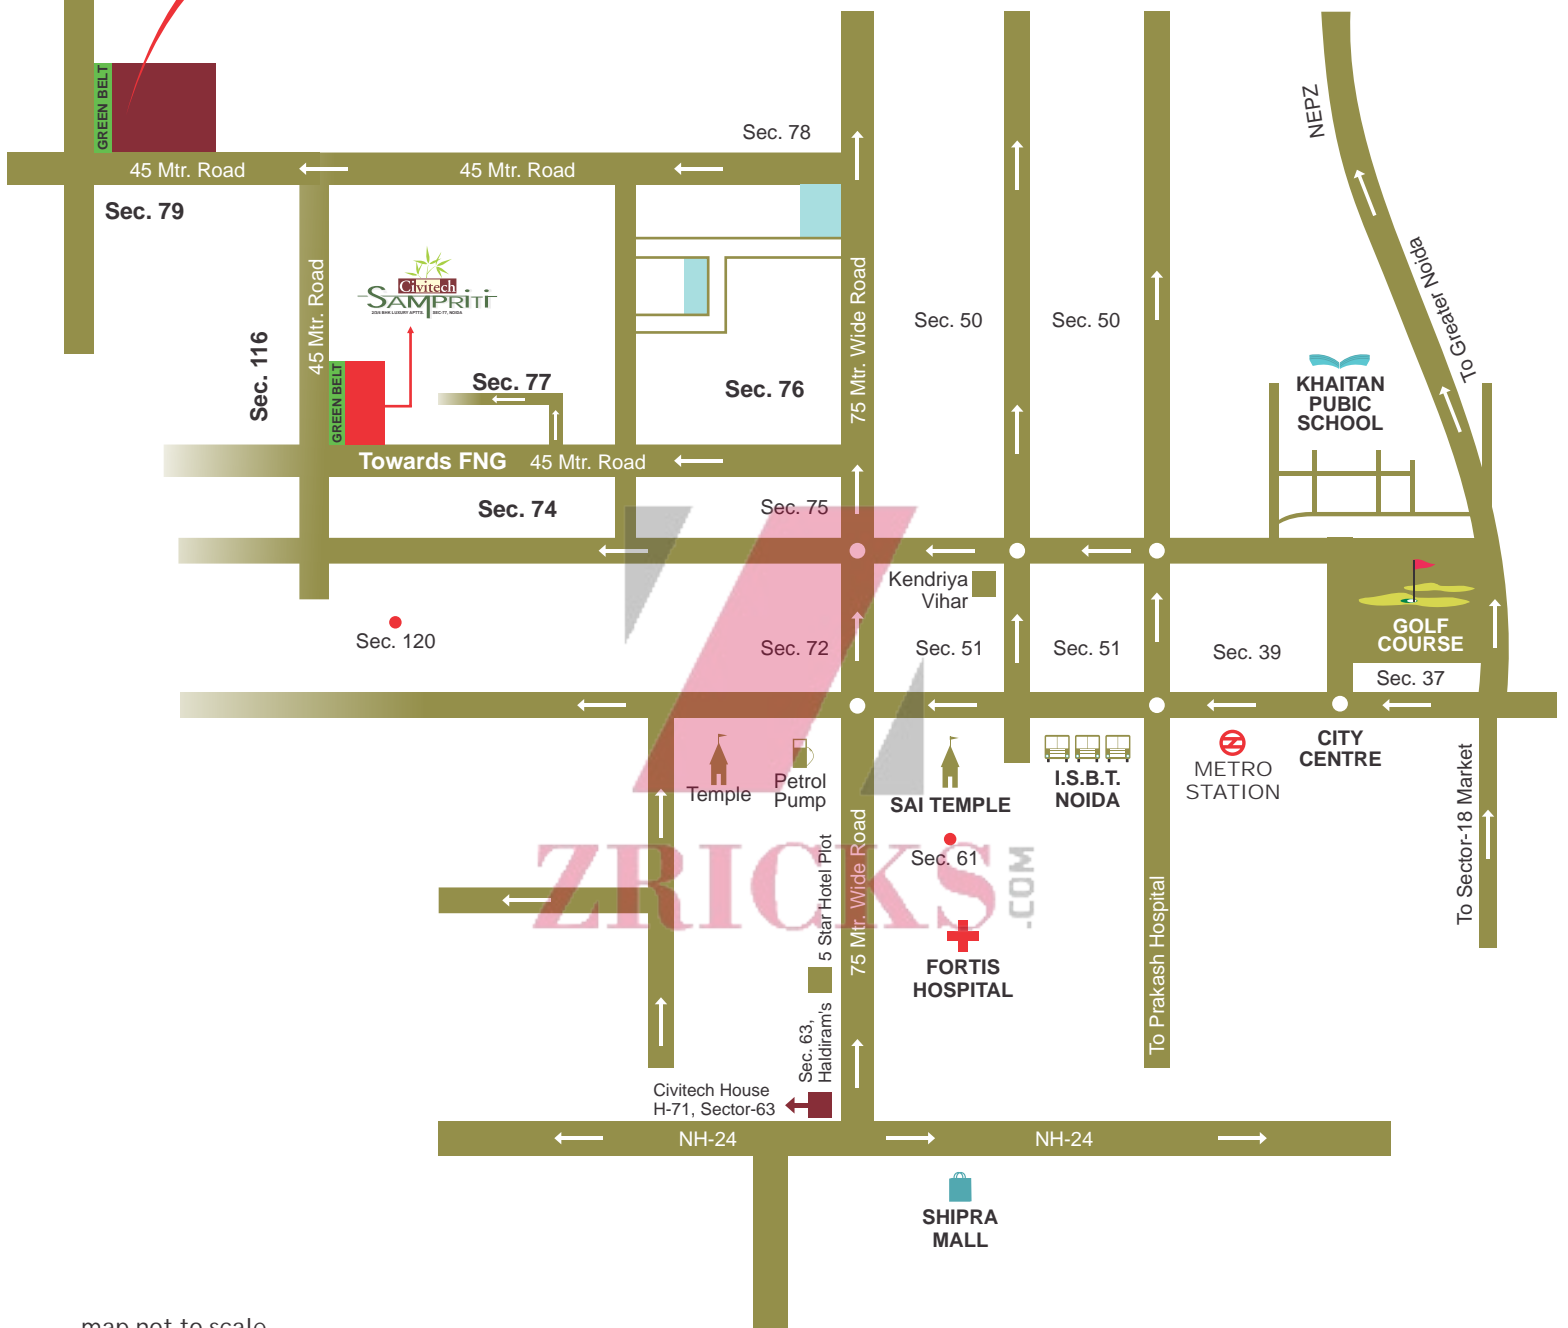 GREEN BELT
45 Mtr. Road
45 Mtr. Road
Sec. 78
NEPZ
Sec. 79
To Greater Noida
45 Mtr. Road
Civitech
SAMPRITI
75 Mtr. Wide Road
Sec. 50
Sec. 50
Sec. 116
GREEN BELT
Sec. 77
Sec. 76
KHAITAN
PUBIC
SCHOOL
Towards FNG
45 Mtr. Road
Sec. 74
Sec. 75
Kendriya
Vihar
Sec. 120
Sec. 72
Sec. 51
Sec. 51
Sec. 39
GOLF
COURSE
Sec. 37
Temple
Petrol
Pump
SAI TEMPLE
I.S.B.T.
NOIDA
METRO
STATION
CITY
CENTRE
To Sector-18 Market
5 Star Hotel Plot
75 Mtr. Wide Road
Sec. 61
ZRICKS
.COM
To Prakash Hospital
FORTIS
HOSPITAL
Sec. 63,
Haldiram's
Civitech House
H-71, Sector-63
NH-24
NH-24
SHIPRA
MALL
map not to scale